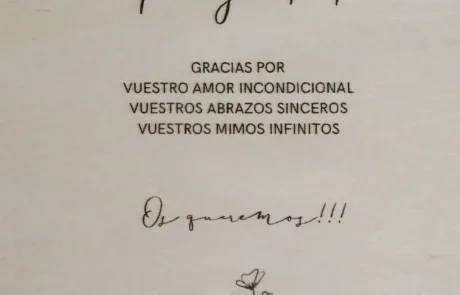 GRACIAS POR
VUESTRO AMOR INCONDICIONAL
VUESTROS ABRAZOS SINCEROS
VUESTROS MIMOS INFINITOS
Os queremos!!!